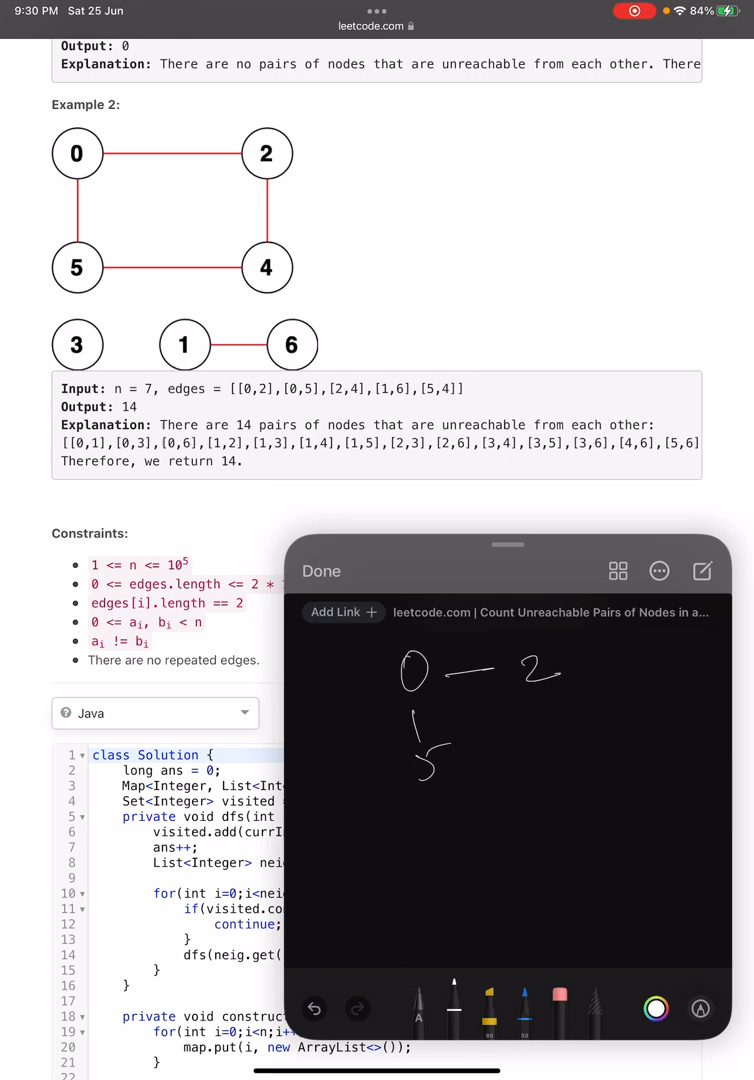 9:30 PM Sat 25 Jun
84%
leetcode.com
Output: 0
Explanation: There are no pairs of nodes that are unreachable from each other. There
Example 2:
0 2
5 4
3 1 6
Input: n = 7, edges = [[0,2],[0,5],[2,4],[1,6],[5,4]]
Output: 14
Explanation: There are 14 pairs of nodes that are unreachable from each other:
[[0,1],[0,3],[0,6],[1,2],[1,3],[1,4],[1,5],[2,3],[2,6],[3,4],[3,5],[3,6],[4,6],[5,6]
Therefore, we return 14.
Constraints:
1 <= n <= 10⁵
0 <= edges.length <= 2 *
edges[i].length == 2
0 <= aᵢ, bᵢ < n
aᵢ != bᵢ
There are no repeated edges.
Java
1 class Solution {
2 long ans = 0;
3 Map<Integer, List<Int
4 Set<Integer> visited
5 private void dfs(int
6 visited.add(currI
7 ans++;
8 List<Integer> nei
9
10 for(int i=0;i<nei
11 if(visited.co
12 continue;
13 }
14 dfs(neig.get(
15 }
16 }
17
18 private void construct
19 for(int i=0;i<n;i++
20 map.put(i, new ArrayList<>());
21 }
22
Done
Add Link + leetcode.com | Count Unreachable Pairs of Nodes in a...
0 — 2
5
A
80
50
A